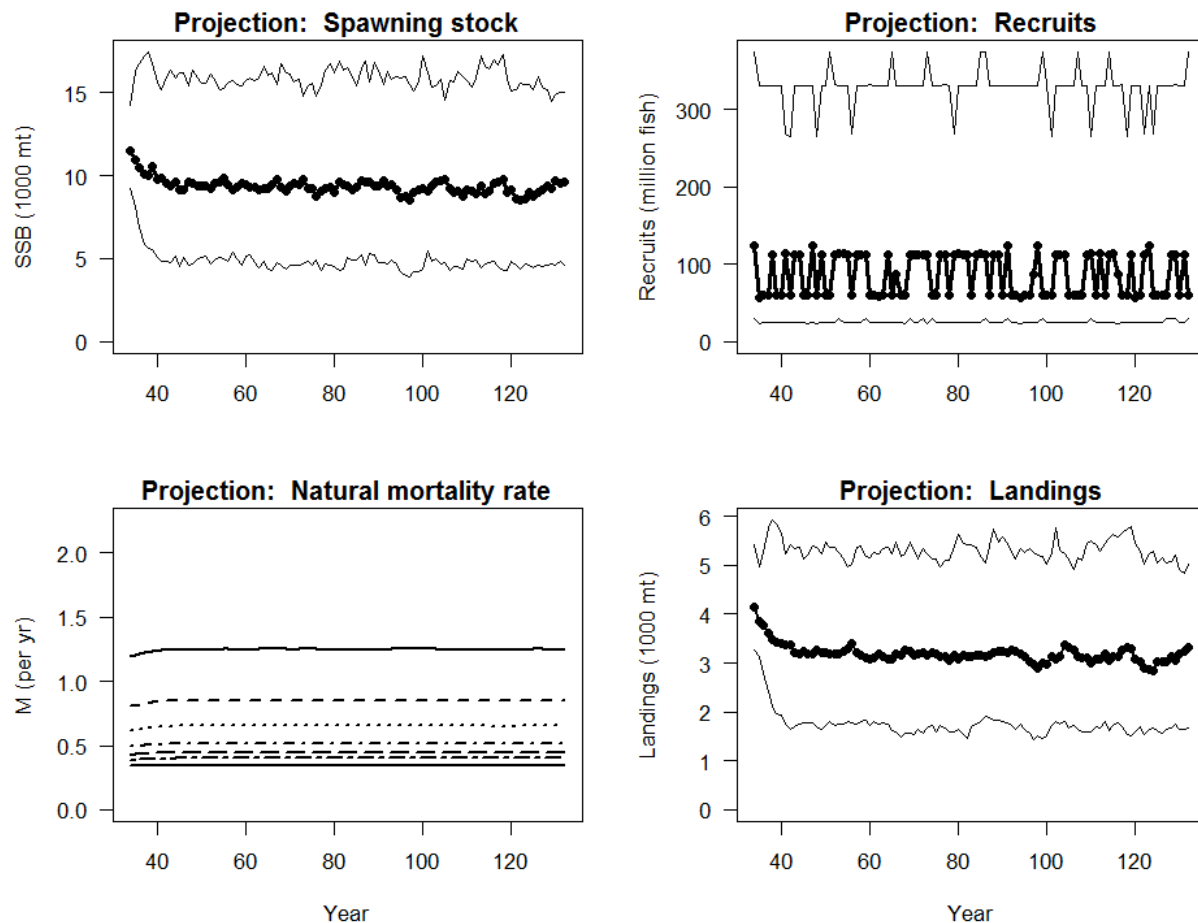 Projection:  Spawning stock
SSB (1000 mt)
15
10
5
0
40 60 80 100 120
Projection:  Recruits
Recruits (million fish)
300
200
100
0
40 60 80 100 120
Projection:  Natural mortality rate
M (per yr)
2.0
1.5
1.0
0.5
0.0
40 60 80 100 120
Year
Projection:  Landings
Landings (1000 mt)
6
5
4
3
2
1
0
40 60 80 100 120
Year